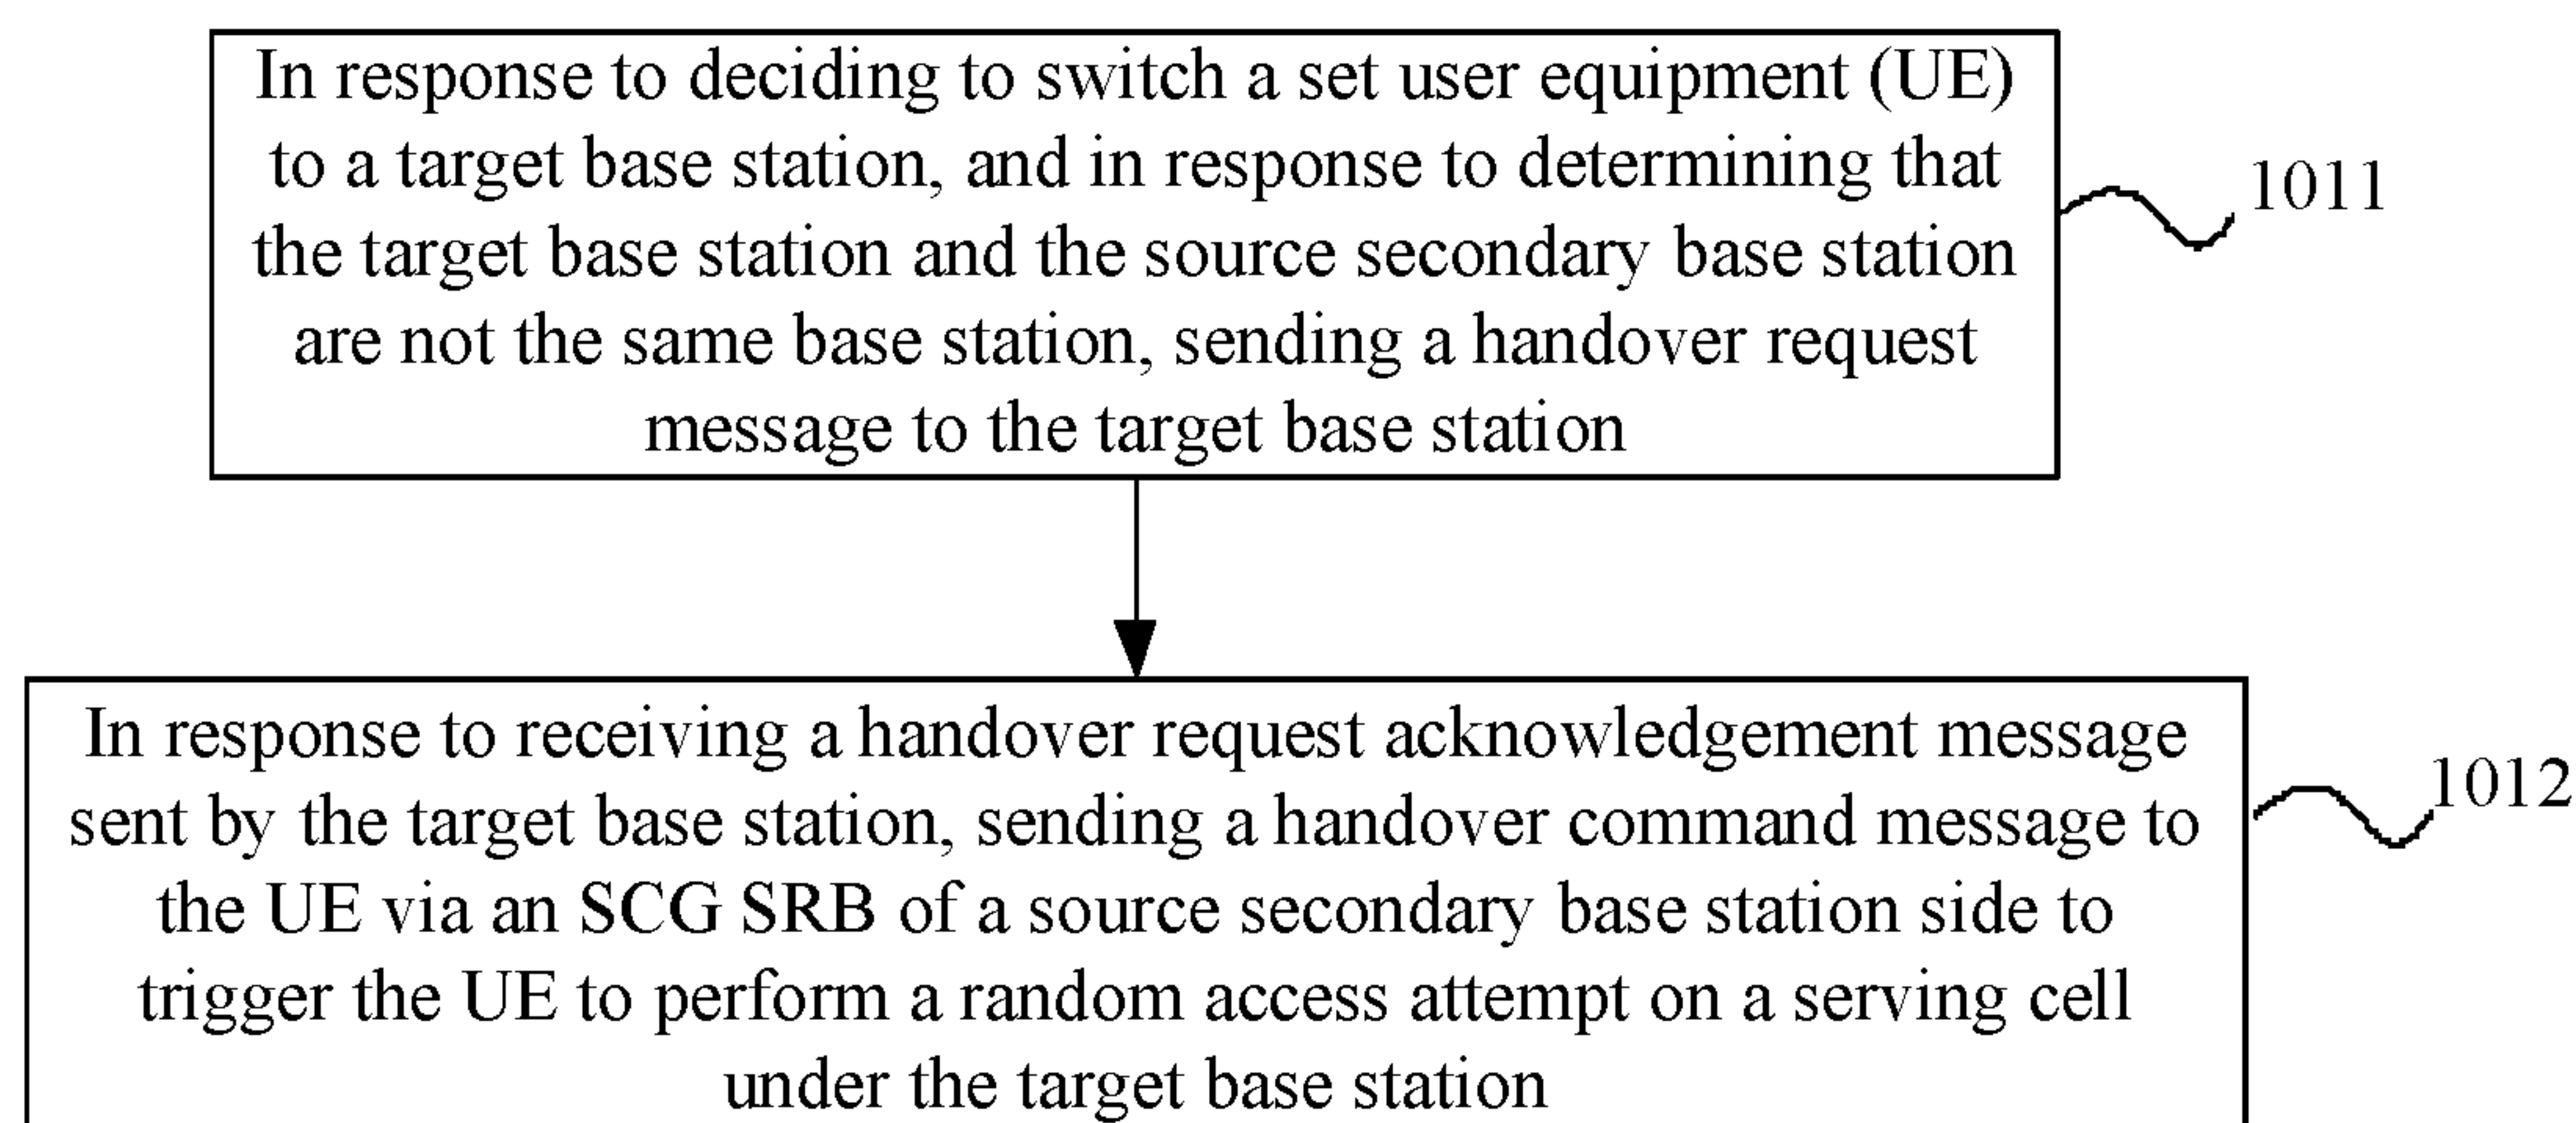 In response to deciding to switch a set user equipment (UE)
to a target base station, and in response to determining that
the target base station and the source secondary base station
are not the same base station, sending a handover request
message to the target base station
1011
In response to receiving a handover request acknowledgement message
sent by the target base station, sending a handover command message to
the UE via an SCG SRB of a source secondary base station side to
trigger the UE to perform a random access attempt on a serving cell
under the target base station
1012